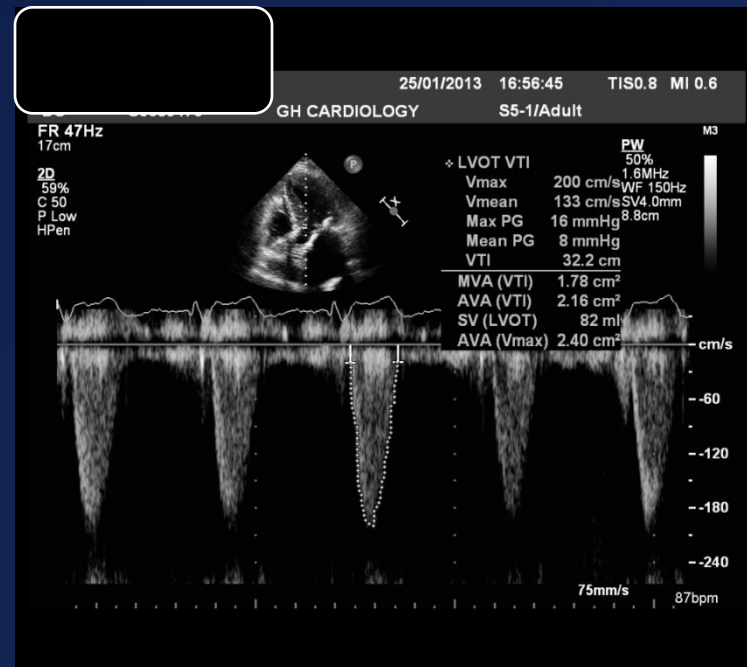 25/01/2013 16:56:45 TIS0.8 MI 0.6
GH CARDIOLOGY S5-1/Adult
FR 47Hz
17cm
2D
59%
C 50
P Low
HPen
P
X
M3
PW
50%
1.6MHz
WF 150Hz
SV4.0mm
8.8cm
LVOT VTI
Vmax 200 cm/s
Vmean 133 cm/s
Max PG 16 mmHg
Mean PG 8 mmHg
VTI 32.2 cm
MVA (VTI) 1.78 cm²
AVA (VTI) 2.16 cm²
SV (LVOT) 82 ml
AVA (Vmax) 2.40 cm²
cm/s
-60
-120
-180
-240
75mm/s
87bpm